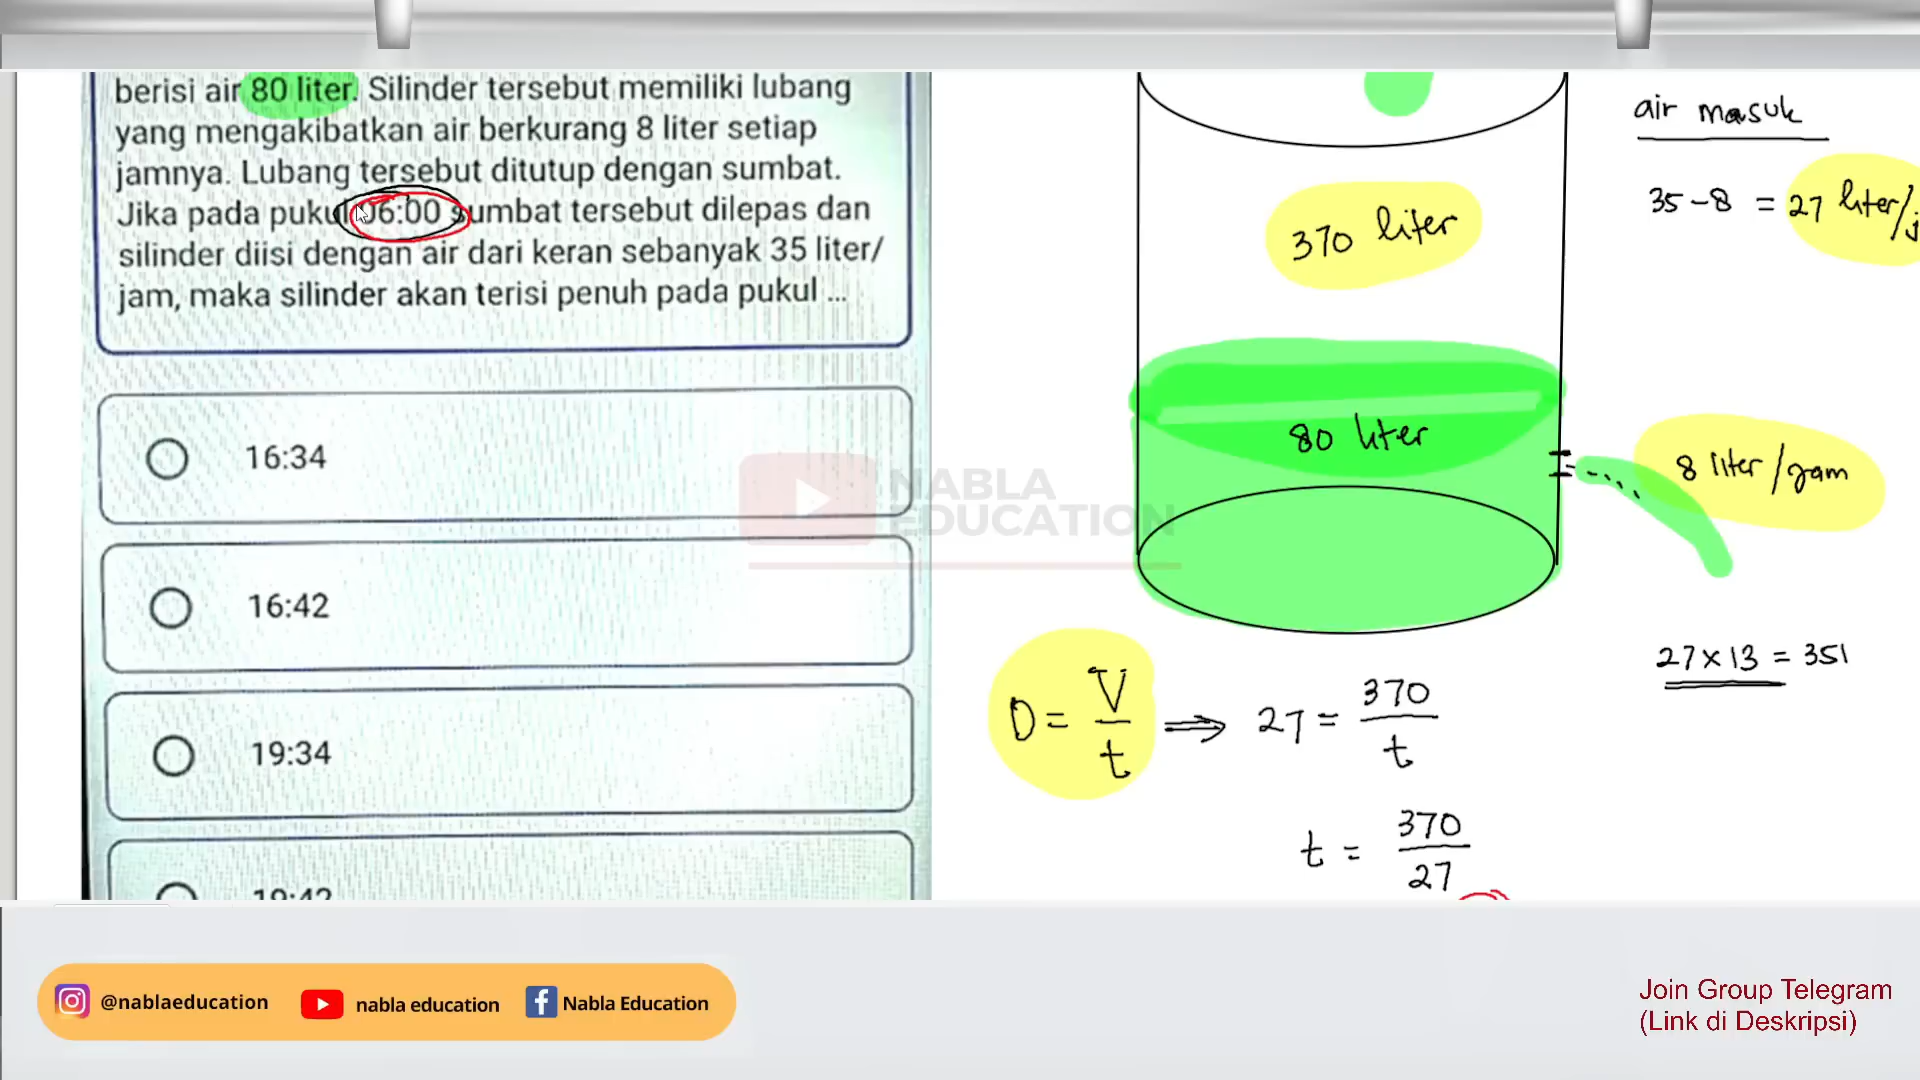 berisi air 80 liter. Silinder tersebut memiliki lubang
yang mengakibatkan air berkurang 8 liter setiap
jamnya. Lubang tersebut ditutup dengan sumbat.
Jika pada pukul 06:00 sumbat tersebut dilepas dan
silinder diisi dengan air dari keran sebanyak 35 liter/
jam, maka silinder akan terisi penuh pada pukul ...
16:34
16:42
19:34
19:42
370 liter
80 liter
air masuk
35 - 8 = 27 liter/j
8 liter/jam
27 x 13 = 351
D = V/t ⇒ 27 = 370/t
t = 370/27
NABLA
EDUCATION
@nablaeducation
nabla education
Nabla Education
Join Group Telegram
(Link di Deskripsi)